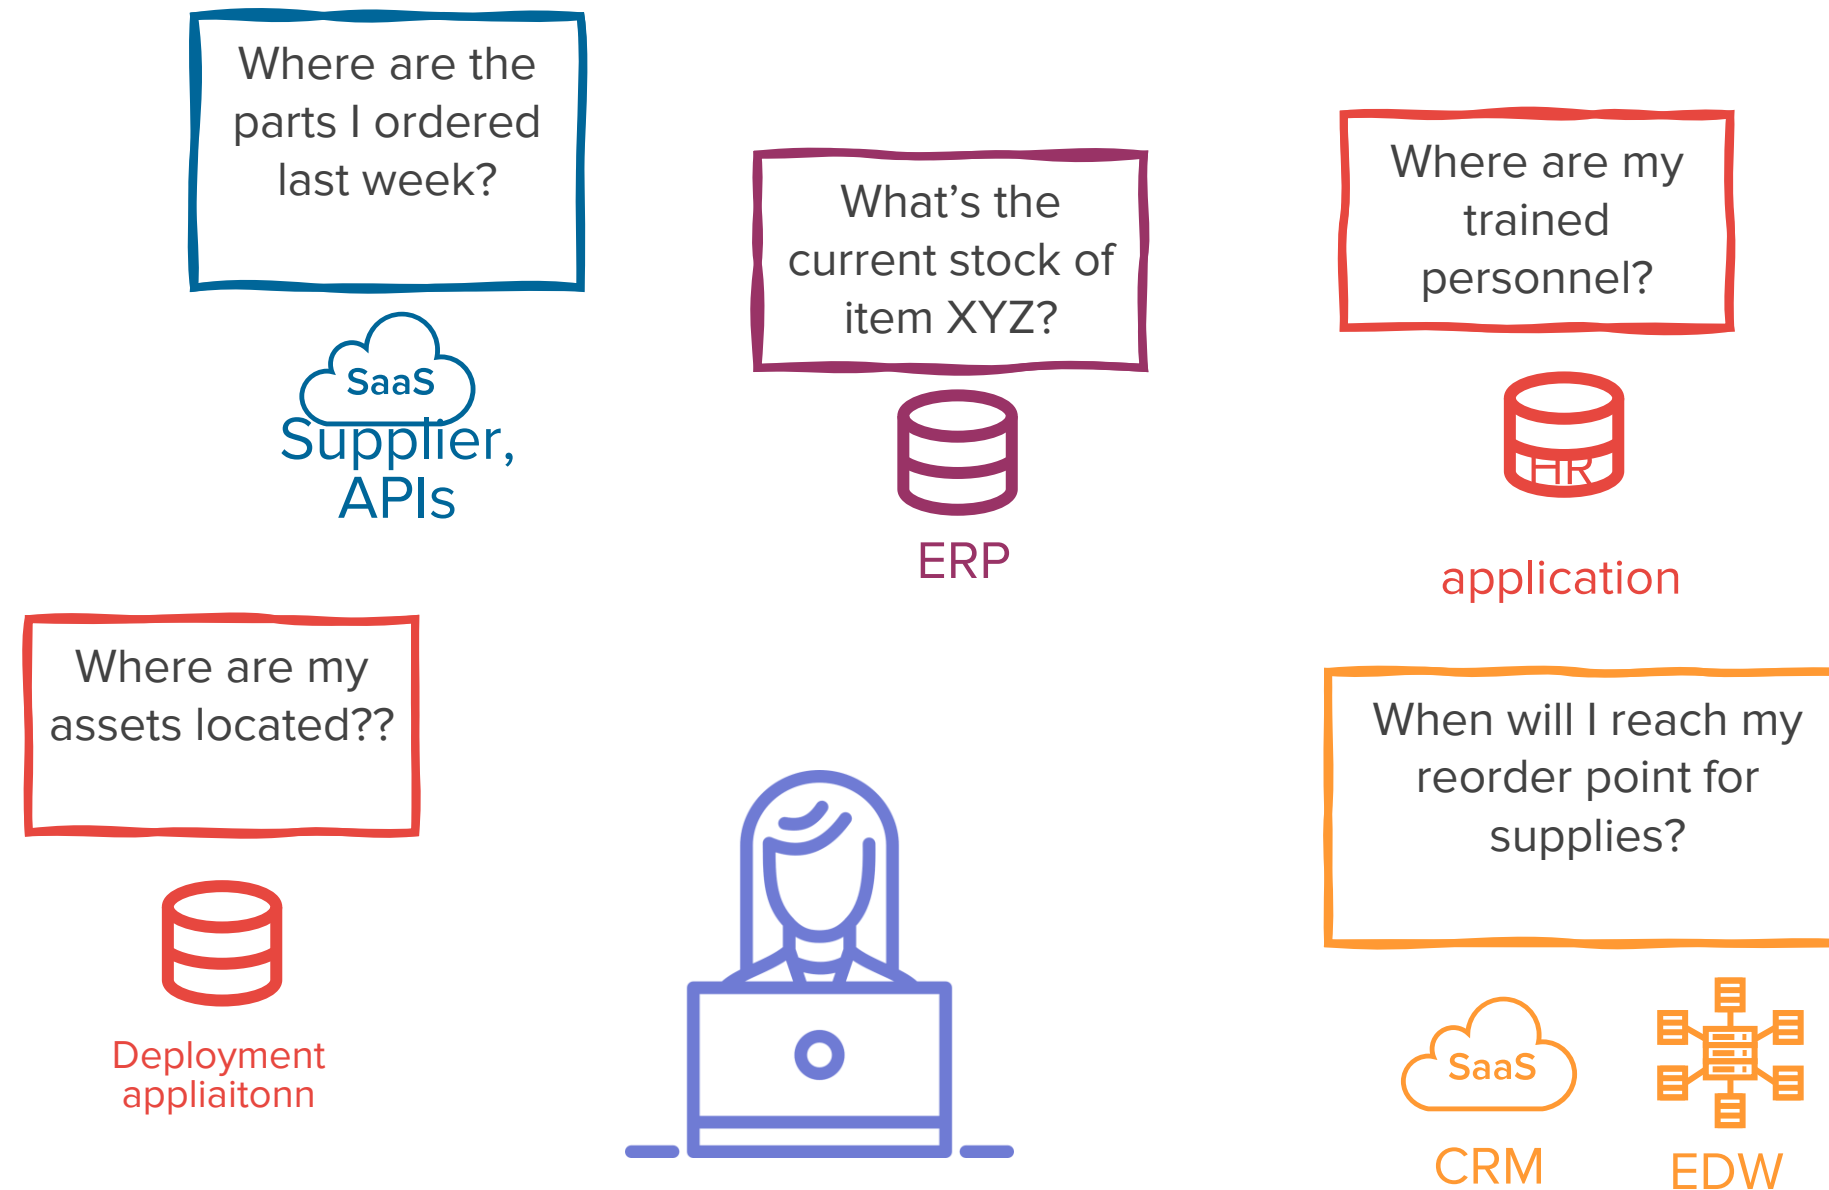 Where are the
parts I ordered
last week?
SaaS
Supplier,
APIs
What’s the
current stock of
item XYZ?
ERP
Where are my
trained
personnel?
HR
application
Where are my
assets located??
Deployment
appliaitonn
When will I reach my
reorder point for
supplies?
SaaS
CRM
EDW